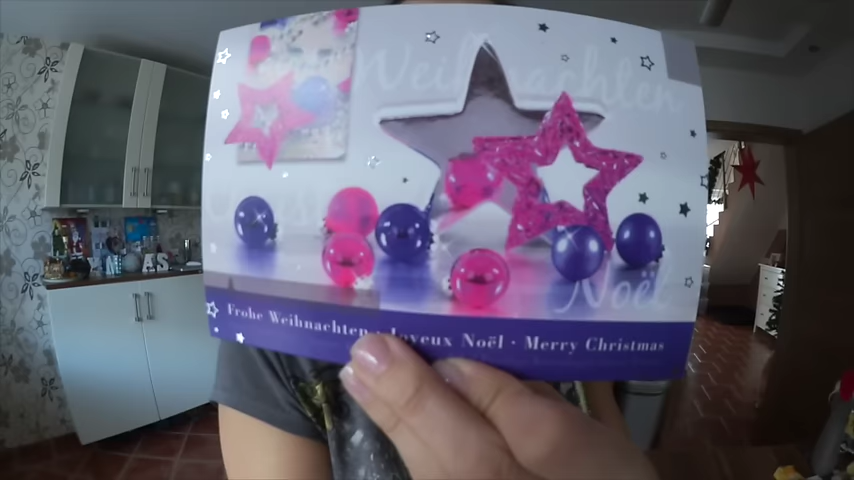 Weihnachten
Noël
Frohe Weihnachten · Joyeux Noël · Merry Christmas